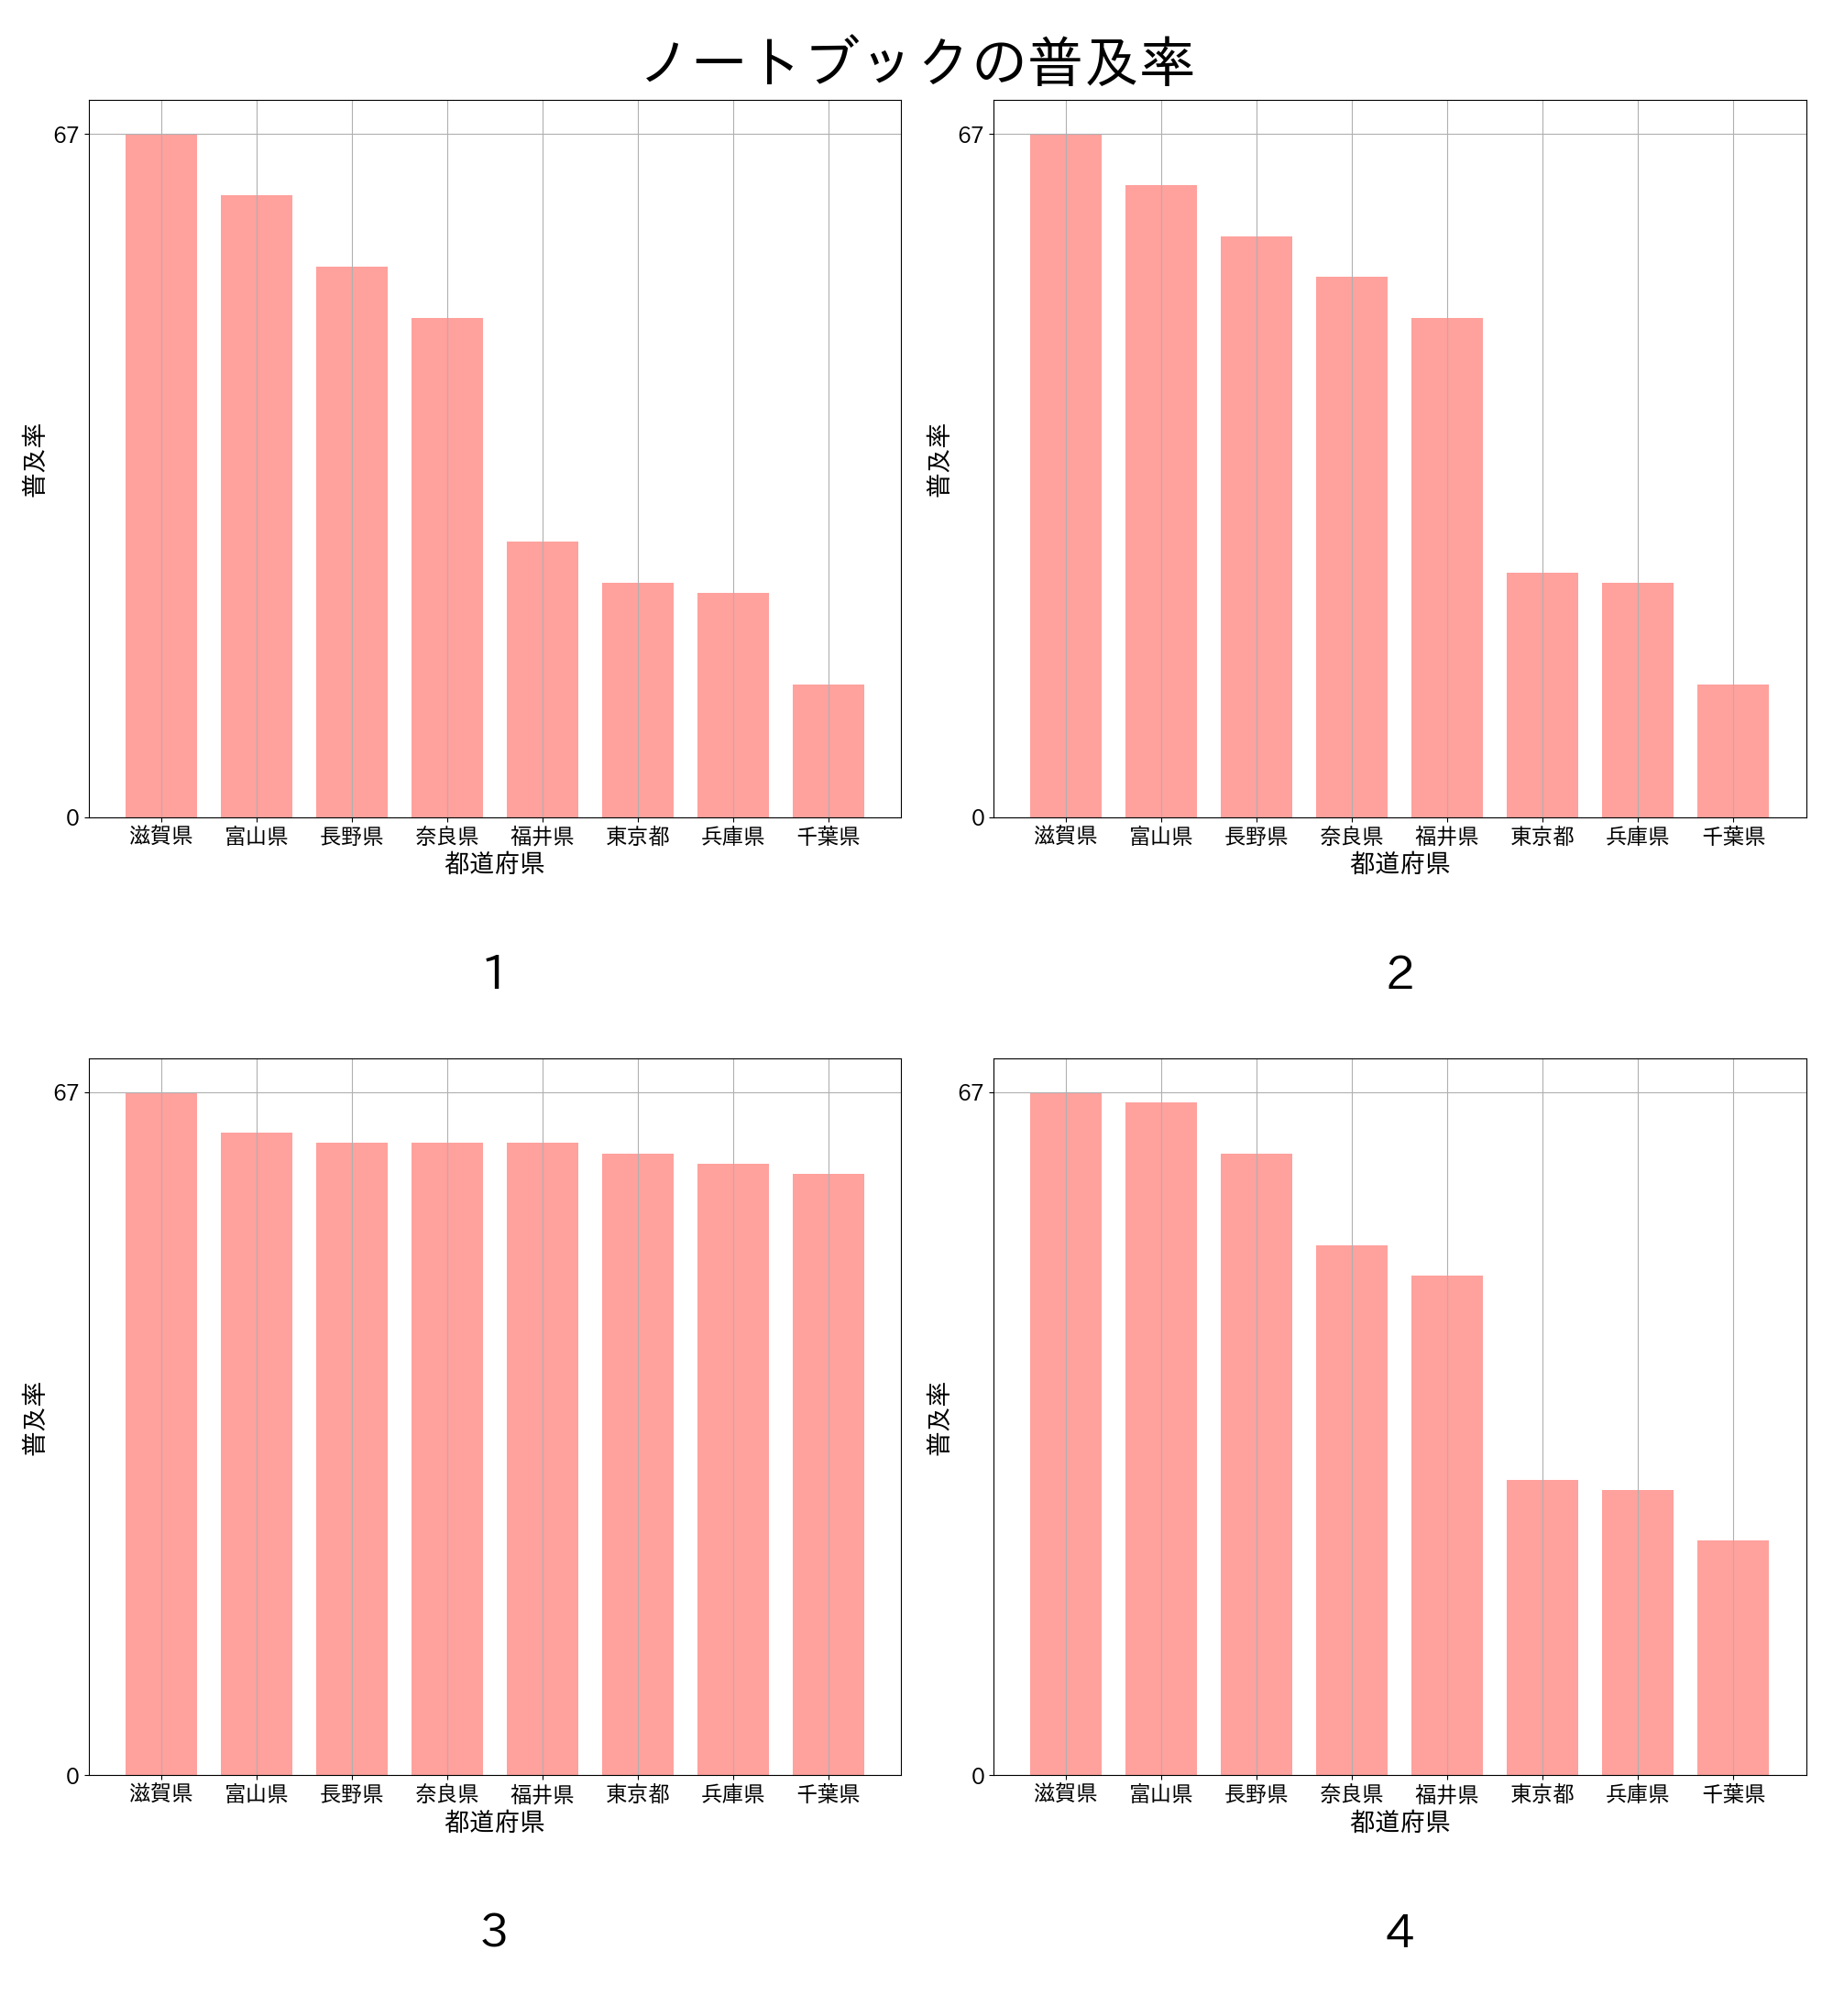 ノートブックの普及率
67
0
普及率
滋賀県 富山県 長野県 奈良県 福井県 東京都 兵庫県 千葉県
都道府県
1
67
0
普及率
滋賀県 富山県 長野県 奈良県 福井県 東京都 兵庫県 千葉県
都道府県
2
67
0
普及率
滋賀県 富山県 長野県 奈良県 福井県 東京都 兵庫県 千葉県
都道府県
3
67
0
普及率
滋賀県 富山県 長野県 奈良県 福井県 東京都 兵庫県 千葉県
都道府県
4